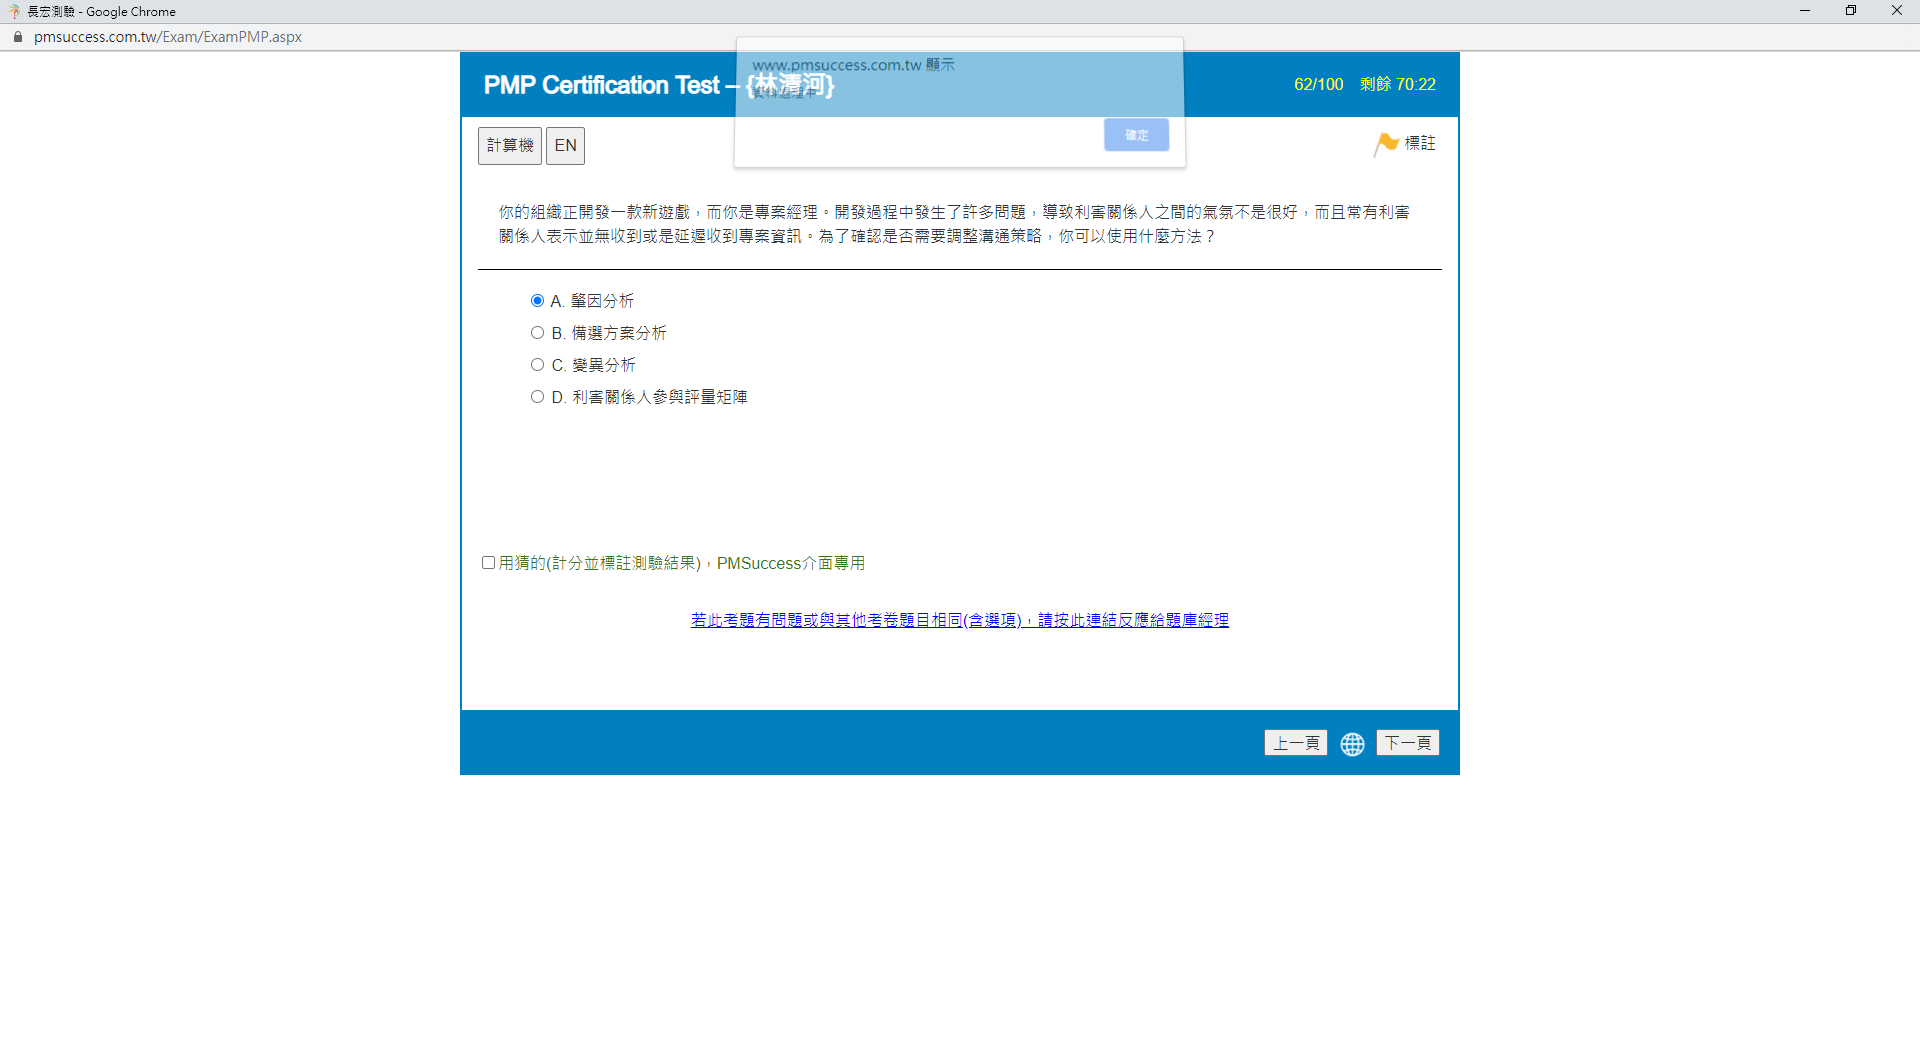 長宏測驗 - Google Chrome
pmsuccess.com.tw/Exam/ExamPMP.aspx
www.pmsuccess.com.tw 顯示
資料處理中
確定
PMP Certification Test – {林濤河}
62/100 剩餘 70:22
計算機 EN
標註
你的組織正開發一款新遊戲，而你是專案經理。開發過程中發生了許多問題，導致利害關係人之間的氣氛不是很好，而且常有利害
關係人表示並無收到或是延遲收到專案資訊。為了確認是否需要調整溝通策略，你可以使用什麼方法？
A. 肇因分析
B. 備選方案分析
C. 變異分析
D. 利害關係人參與評量矩陣
用猜的(計分並標註測驗結果)，PMSuccess介面專用
若此考題有問題或與其他考卷題目相同(含選項)，請按此連結反應給題庫經理
上一頁 下一頁